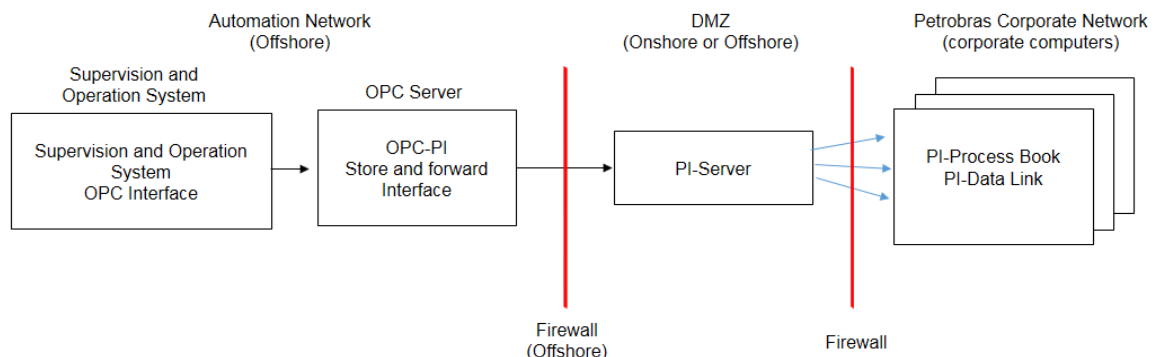 Automation Network
(Offshore)
DMZ
(Onshore or Offshore)
Petrobras Corporate Network
(corporate computers)
Supervision and
Operation System
OPC Server
Supervision and Operation
System
OPC Interface
OPC-PI
Store and forward
Interface
PI-Server
PI-Process Book
PI-Data Link
Firewall
(Offshore)
Firewall